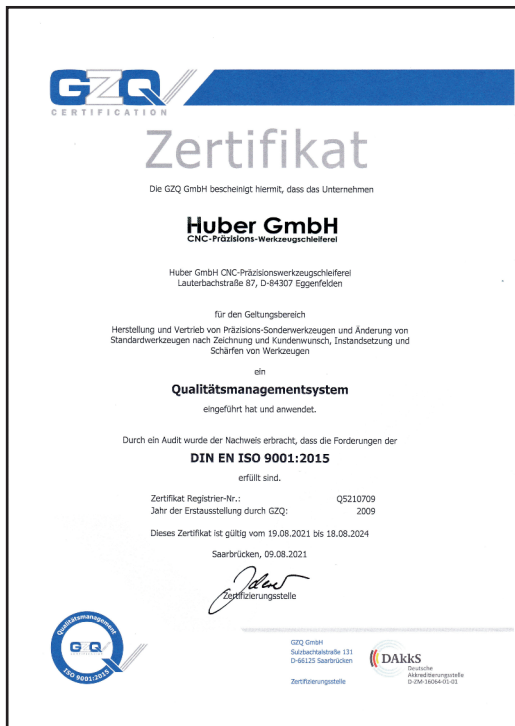 GZQ
CERTIFICATION
Zertifikat
Die GZQ GmbH bescheinigt hiermit, dass das Unternehmen
Huber GmbH
CNC-Präzisions-Werkzeugschleiferei
Huber GmbH CNC-Präzisionswerkzeugschleiferei
Lauterbachstraße 87, D-84307 Eggenfelden
für den Geltungsbereich
Herstellung und Vertrieb von Präzisions-Sonderwerkzeugen und Änderung von
Standardwerkzeugen nach Zeichnung und Kundenwunsch, Instandsetzung und
Schärfen von Werkzeugen
ein
Qualitätsmanagementsystem
eingeführt hat und anwendet.
Durch ein Audit wurde der Nachweis erbracht, dass die Forderungen der
DIN EN ISO 9001:2015
erfüllt sind.
Zertifikat Registrier-Nr.: Q5210709
Jahr der Erstausstellung durch GZQ: 2009
Dieses Zertifikat ist gültig vom 19.08.2021 bis 18.08.2024
Saarbrücken, 09.08.2021
Zertifizierungsstelle
Qualitätsmanagement
GZQ
ISO 9001:2015
GZQ GmbH
Sulzbachtalstraße 131
D-66125 Saarbrücken
Zertifizierungsstelle
DAkkS
Deutsche
Akkreditierungsstelle
D-ZM-16064-01-01